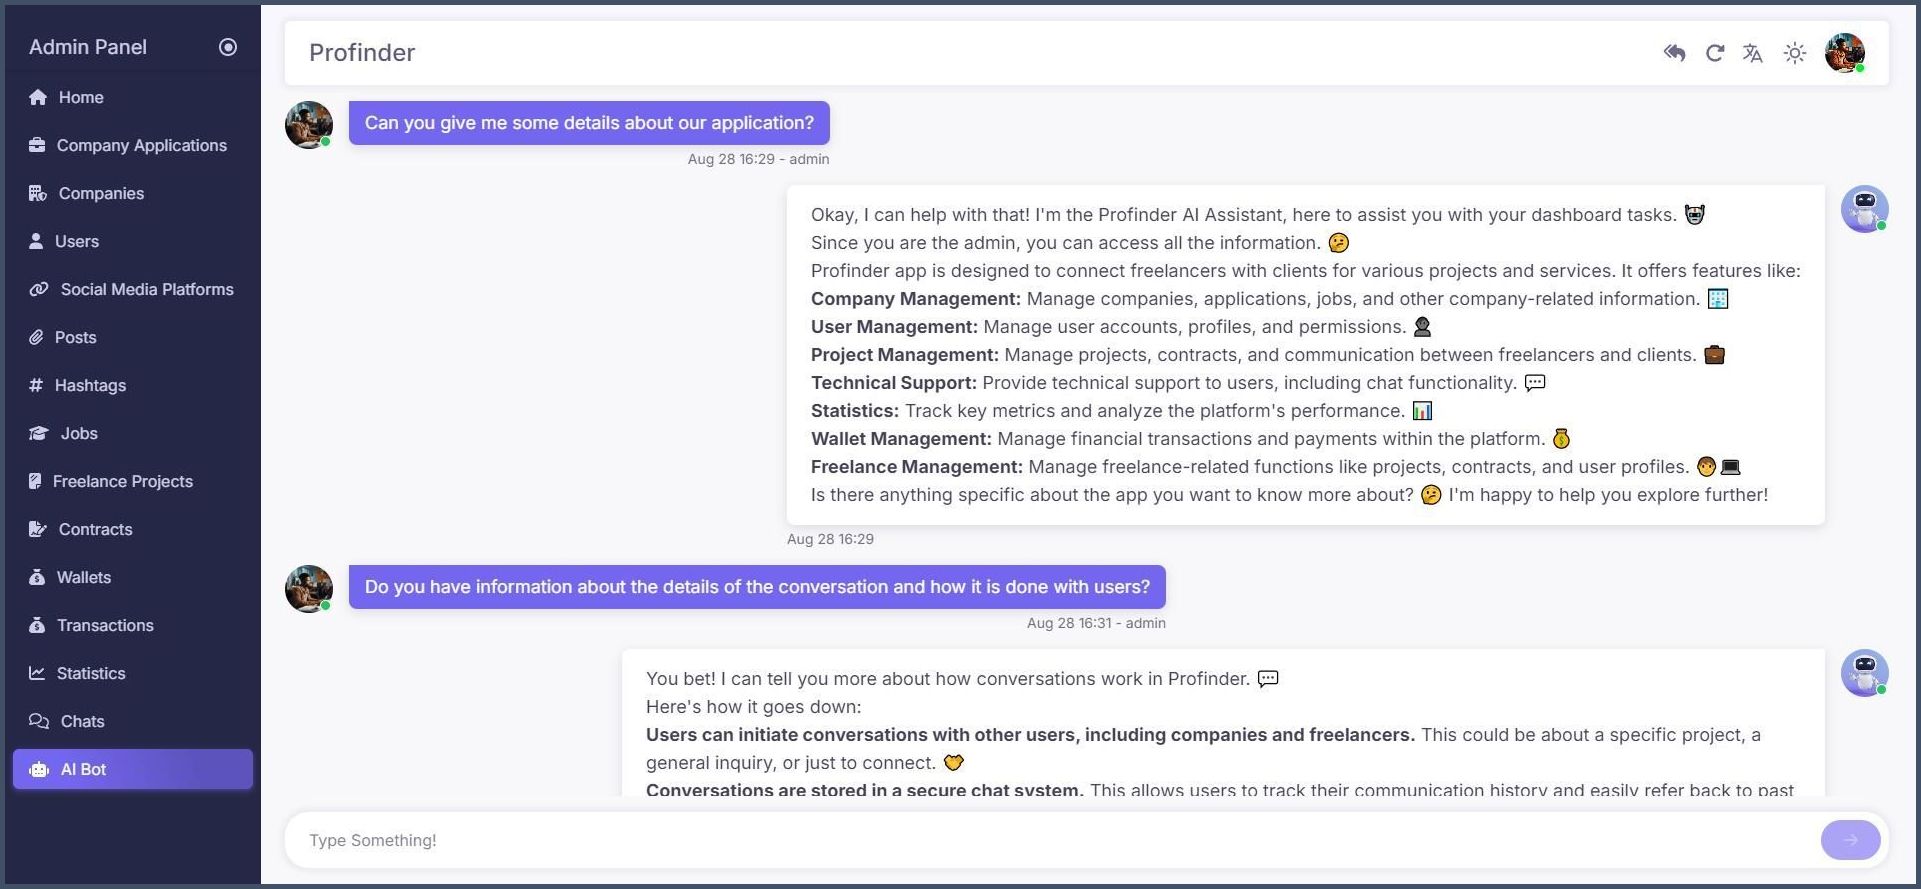 Admin Panel
Home
Company Applications
Companies
Users
Social Media Platforms
Posts
Hashtags
Jobs
Freelance Projects
Contracts
Wallets
Transactions
Statistics
Chats
AI Bot
Profinder
Can you give me some details about our application?
Aug 28 16:29 - admin
Okay, I can help with that! I'm the Profinder AI Assistant, here to assist you with your dashboard tasks. 🤖
Since you are the admin, you can access all the information. 🤔
Profinder app is designed to connect freelancers with clients for various projects and services. It offers features like:
Company Management: Manage companies, applications, jobs, and other company-related information. 🏢
User Management: Manage user accounts, profiles, and permissions. 👤
Project Management: Manage projects, contracts, and communication between freelancers and clients. 💼
Technical Support: Provide technical support to users, including chat functionality. 💬
Statistics: Track key metrics and analyze the platform's performance. 📊
Wallet Management: Manage financial transactions and payments within the platform. 💰
Freelance Management: Manage freelance-related functions like projects, contracts, and user profiles. 🧑💻
Is there anything specific about the app you want to know more about? 🤔 I'm happy to help you explore further!
Aug 28 16:29
Do you have information about the details of the conversation and how it is done with users?
Aug 28 16:31 - admin
You bet! I can tell you more about how conversations work in Profinder. 💬
Here's how it goes down:
Users can initiate conversations with other users, including companies and freelancers. This could be about a specific project, a
general inquiry, or just to connect. 🤝
Conversations are stored in a secure chat system. This allows users to track their communication history and easily refer back to past
Type Something!